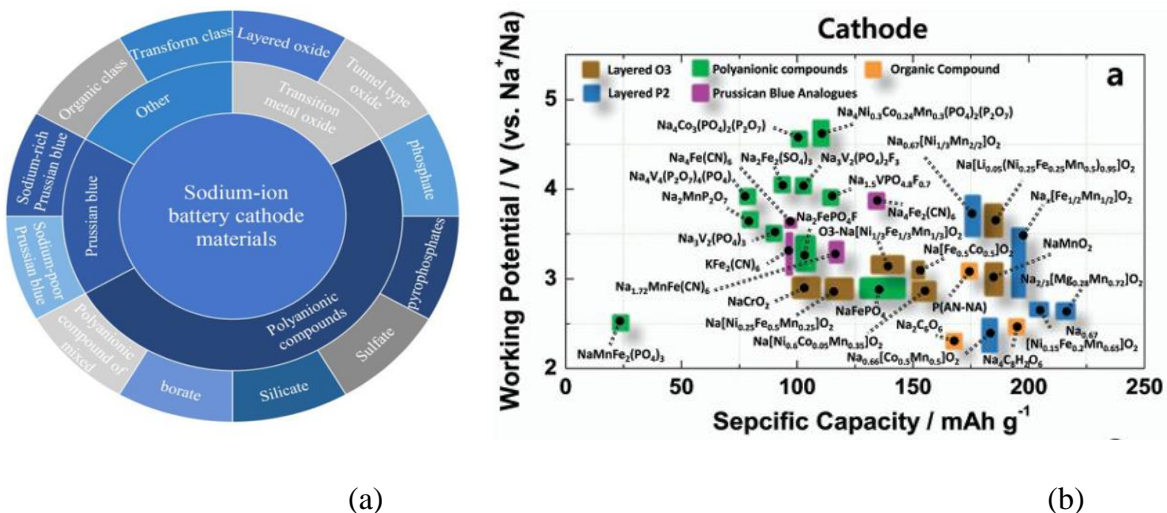 Transform class
Layered oxide
Tunnel type
oxide
phosphate
pyrophosphates
Sulfate
Silicate
borate
Polyanionic
compound
of mixed
Sodium-poor
Prussian blue
Sodium-rich
Prussian blue
Organic class
Other
Transition
metal oxide
Polyanionic
compounds
Prussian blue
Sodium-ion
battery cathode
materials
(a)
Cathode
a
Layered O3
Polyanionic compounds
Organic Compound
Layered P2
Prussican Blue Analogues
Working Potential / V (vs. Na⁺/Na)
5
4
3
2
Na₄Co₃(PO₄)₂(P₂O₇)
Na₄Ni₀.₃Co₀.₂₄Mn₀.₃(PO₄)₂(P₂O₇)
Na₀.₆₇[Ni₁/₃Mn₂/₂]O₂
Na₄Fe(CN)₆
Na₂Fe₂(SO₄)₃
Na₃V₂(PO₄)₂F₃
Na[Li₀.₀₅(Ni₀.₂₅Fe₀.₂₅Mn₀.₅)₀.₉₅]O₂
Na₄V₄(P₂O₇)₄(PO₄)
Na₁.₅VPO₄.₈F₀.₇
Naₓ[Fe₁/₂Mn₁/₂]O₂
Na₂MnP₂O₇
Na₂FePO₄F
Na₄Fe₂(CN)₆
O3-Na[Ni₁/₃Fe₁/₃Mn₁/₃]O₂
Na₃V₂(PO₄)₃
Na[Fe₀.₅Co₀.₅]O₂
NaMnO₂
KFe₂(CN)₆
Na₁.₇₂MnFe(CN)₆
Na₂/₃[Mg₀.₂₈Mn₀.₇₂]O₂
NaCrO₂
NaFePO₄
P(AN-NA)
Na[Ni₀.₂₅Fe₀.₅Mn₀.₂₅]O₂
Na₂C₆O₆
Na₀.₆₇
[Ni₀.₁₅Fe₀.₂Mn₀.₆₅]O₂
Na[Ni₀.₆Co₀.₀₅Mn₀.₃₅]O₂
NaMnFe₂(PO₄)₃
Na₀.₆₆[Co₀.₅Mn₀.₅]O₂
Na₄C₈H₂O₆
0
50
100
150
200
250
Sepcific Capacity / mAh g⁻¹
(b)